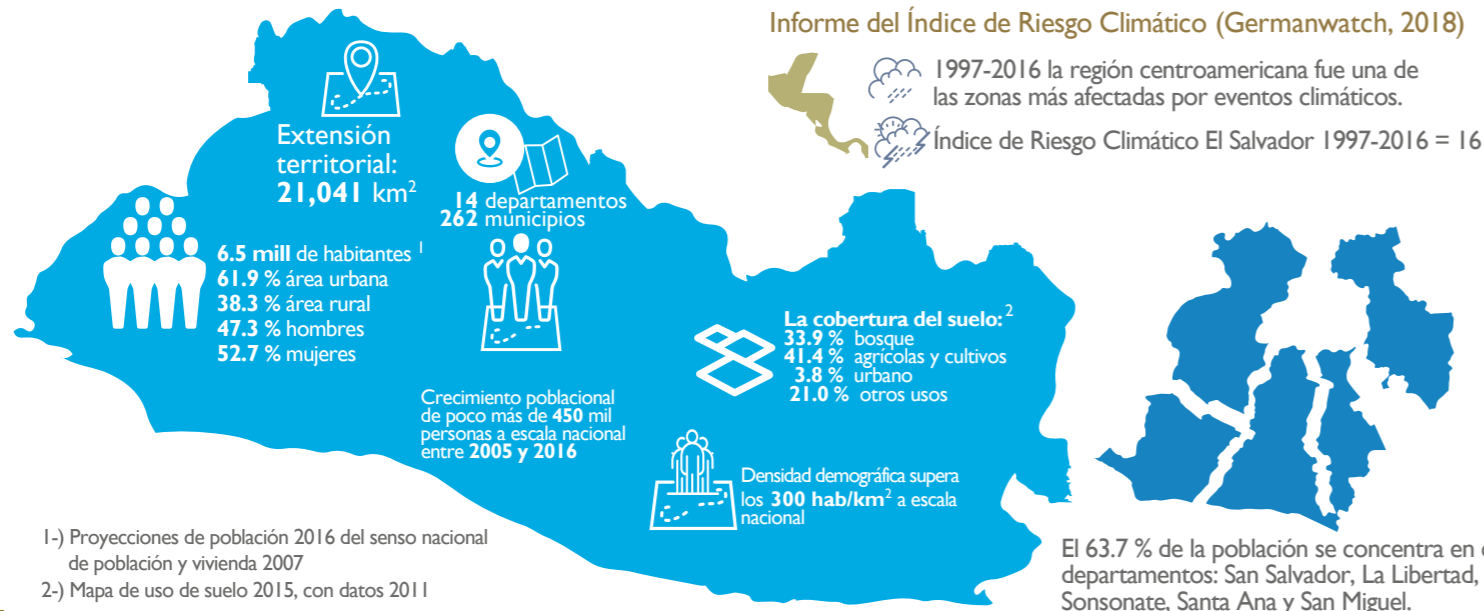 Informe del Índice de Riesgo Climático (Germanwatch, 2018)
1997-2016 la región centroamericana fue una de
las zonas más afectadas por eventos climáticos.
Índice de Riesgo Climático El Salvador 1997-2016 = 16
Extensión
territorial:
21,041 km²
14 departamentos
262 municipios
6.5 mill de habitantes ¹
61.9 % área urbana
38.3 % área rural
47.3 % hombres
52.7 % mujeres
La cobertura del suelo: ²
33.9 % bosque
41.4 % agrícolas y cultivos
3.8 % urbano
21.0 % otros usos
Crecimiento poblacional
de poco más de 450 mil
personas a escala nacional
entre 2005 y 2016
Densidad demográfica supera
los 300 hab/km² a escala
nacional
1-) Proyecciones de población 2016 del senso nacional
de población y vivienda 2007
2-) Mapa de uso de suelo 2015, con datos 2011
El 63.7 % de la población se concentra en
departamentos: San Salvador, La Libertad,
Sonsonate, Santa Ana y San Miguel.